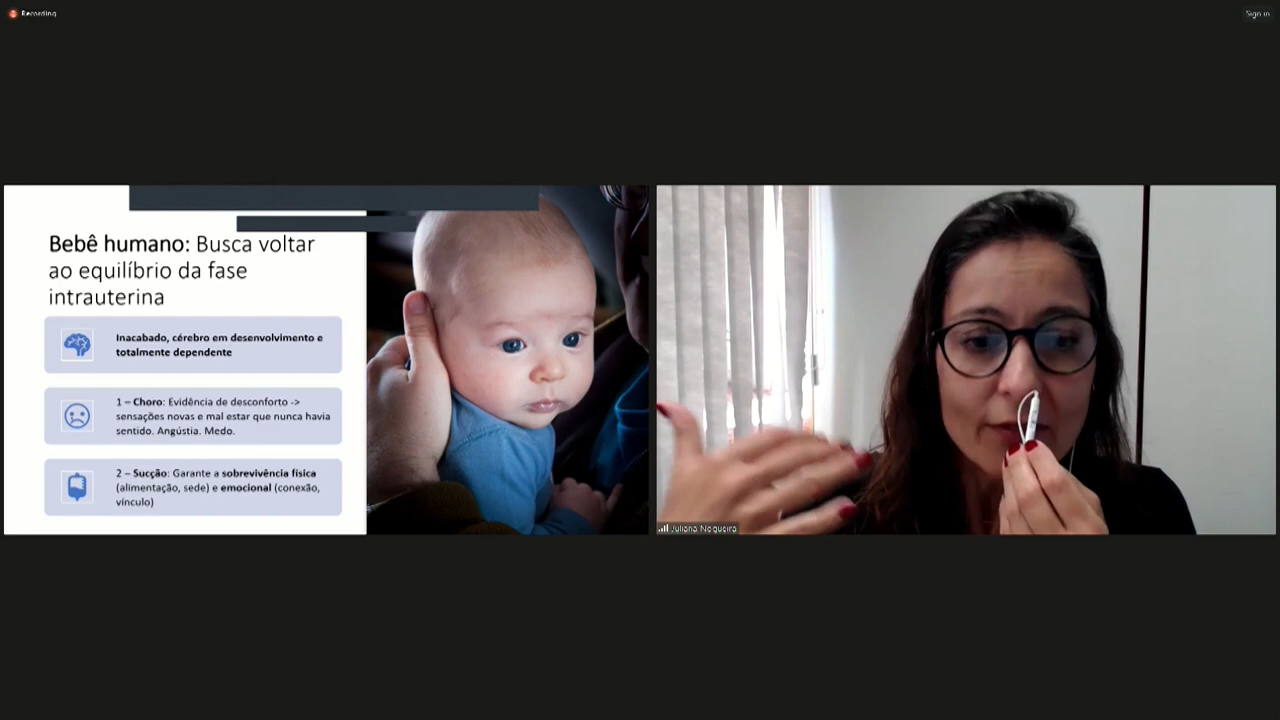 Recording
Sign in
Bebê humano: Busca voltar
ao equilíbrio da fase
intrauterina
Inacabado, cérebro em desenvolvimento e
totalmente dependente
1 – Choro: Evidência de desconforto ->
sensações novas e mal estar que nunca havia
sentido. Angústia. Medo.
2 – Sucção: Garante a sobrevivência física
(alimentação, sede) e emocional (conexão,
vínculo)
Juliana Nogueira